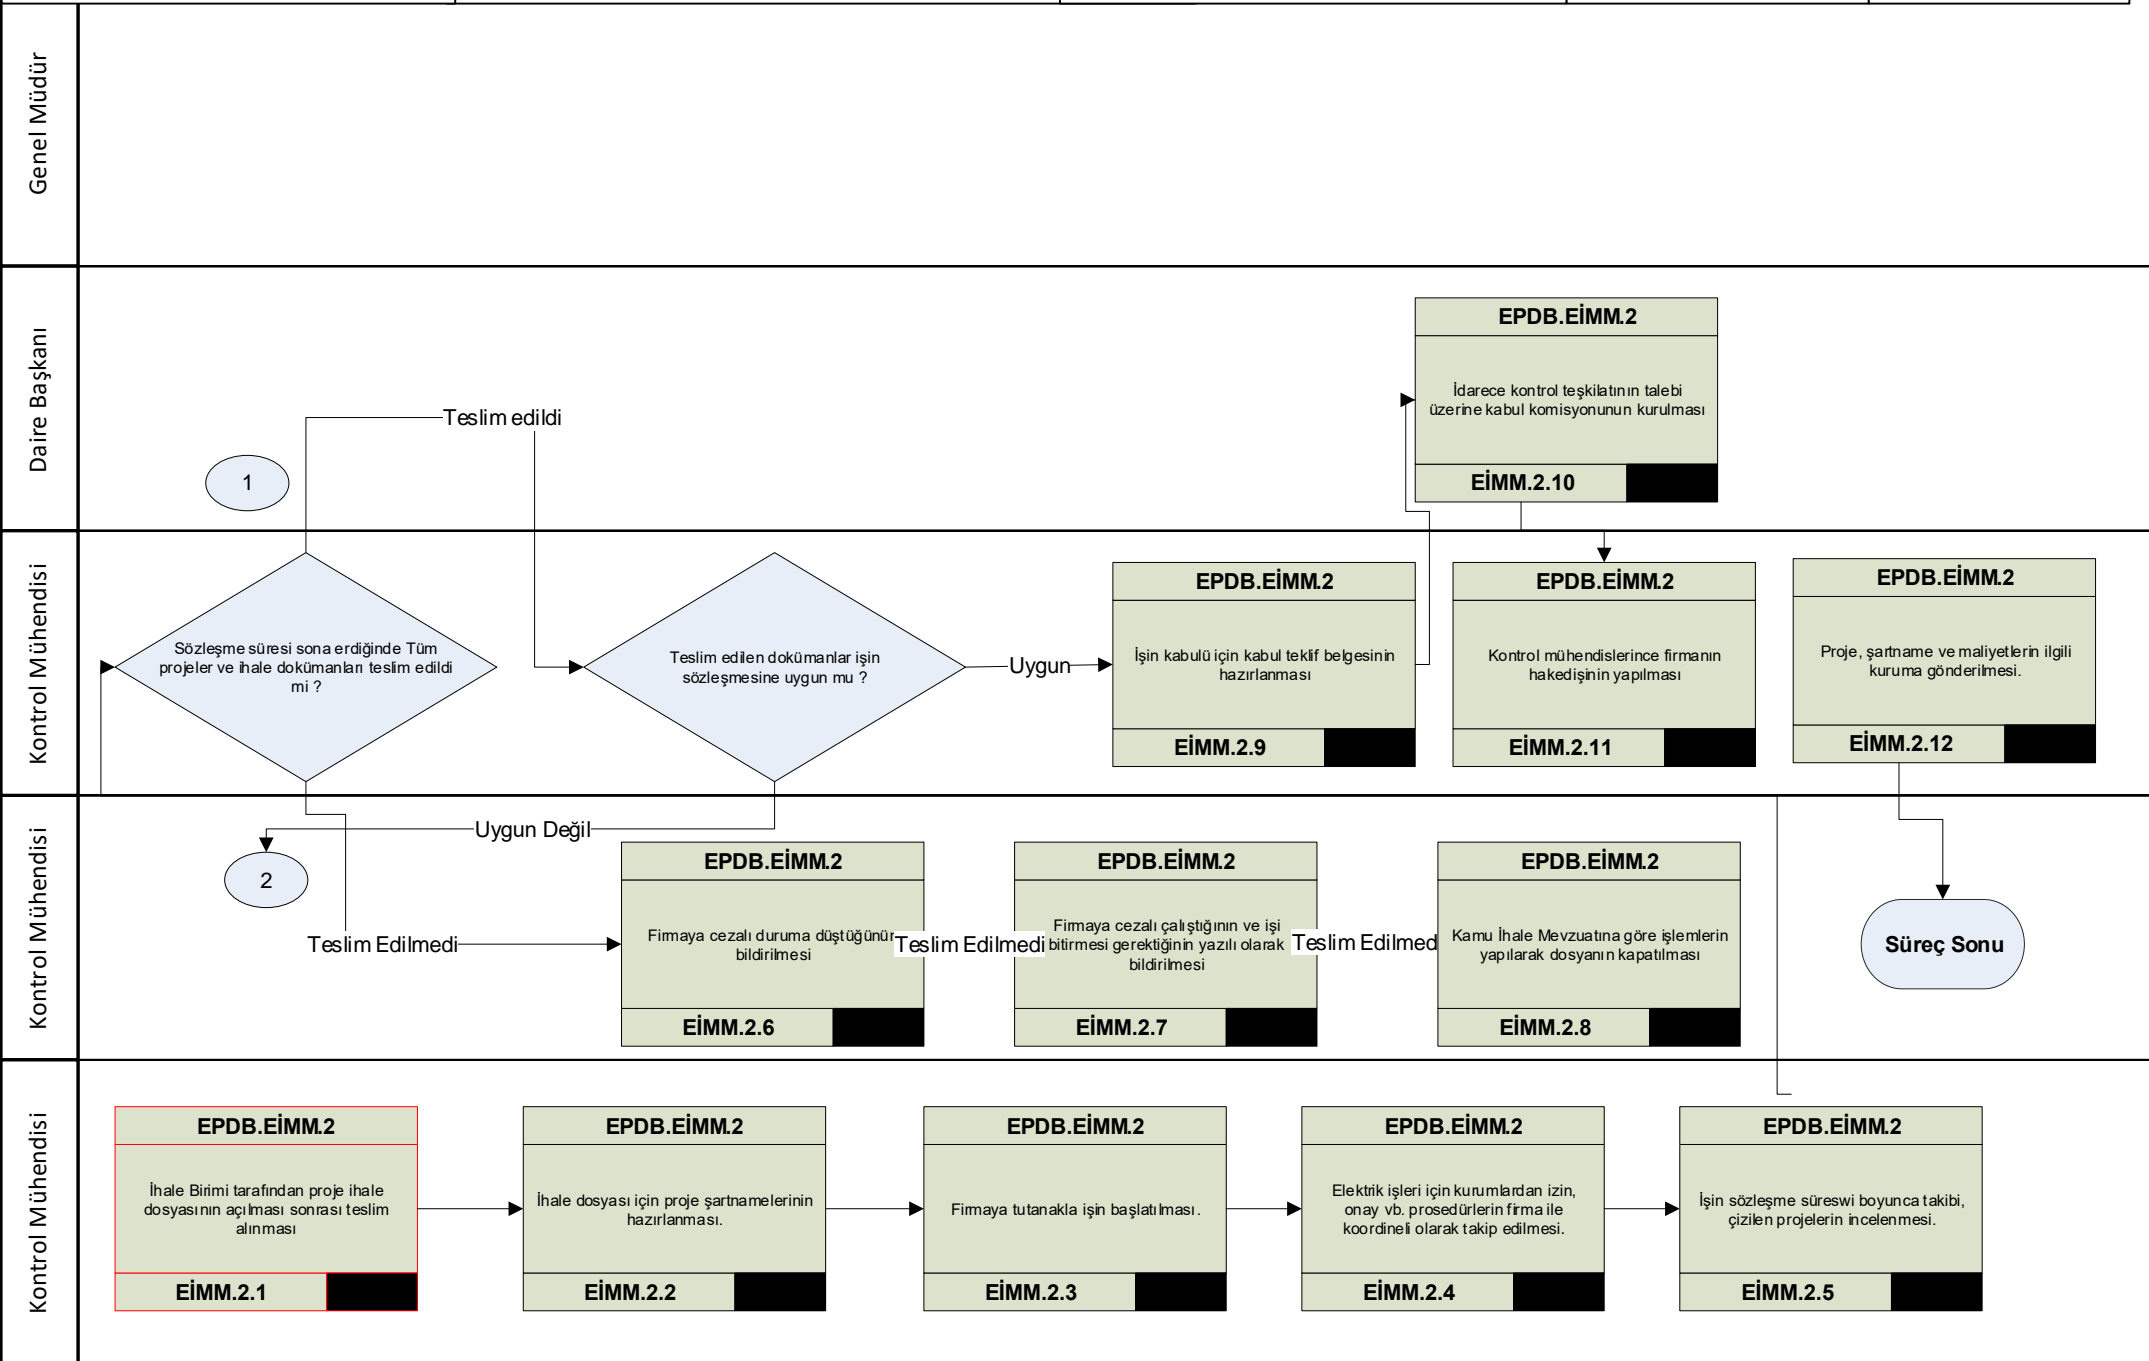 Genel Müdür
Daire Başkanı
EPDB.EİMM.2
İdarece kontrol teşkilatının talebi
üzerine kabul komisyonunun kurulması
EİMM.2.10
Teslim edildi
1
Kontrol Mühendisi
Sözleşme süresi sona erdiğinde Tüm
projeler ve ihale dokümanları teslim edildi
mi ?
Teslim edilen dokümanlar işin
sözleşmesine uygun mu ?
Uygun
EPDB.EİMM.2
İşin kabulü için kabul teklif belgesinin
hazırlanması
EİMM.2.9
EPDB.EİMM.2
Kontrol mühendislerince firmanın
hakedişinin yapılması
EİMM.2.11
EPDB.EİMM.2
Proje, şartname ve maliyetlerin ilgili
kuruma gönderilmesi.
EİMM.2.12
Kontrol Mühendisi
Uygun Değil
2
Teslim Edilmedi
EPDB.EİMM.2
Firmaya cezalı duruma düştüğünün
bildirilmesi
EİMM.2.6
Teslim Edilmedi
EPDB.EİMM.2
Firmaya cezalı çalıştığının ve işi
bitirmesi gerektiğinin yazılı olarak
bildirilmesi
EİMM.2.7
Teslim Edilmed
EPDB.EİMM.2
Kamu İhale Mevzuatına göre işlemlerin
yapılarak dosyanın kapatılması
EİMM.2.8
Süreç Sonu
Kontrol Mühendisi
EPDB.EİMM.2
İhale Birimi tarafından proje ihale
dosyasının açılması sonrası teslim
alınması
EİMM.2.1
EPDB.EİMM.2
İhale dosyası için proje şartnamelerinin
hazırlanması.
EİMM.2.2
EPDB.EİMM.2
Firmaya tutanakla işin başlatılması.
EİMM.2.3
EPDB.EİMM.2
Elektrik işleri için kurumlardan izin,
onay vb. prosedürlerin firma ile
koordineli olarak takip edilmesi.
EİMM.2.4
EPDB.EİMM.2
İşin sözleşme süreswi boyunca takibi,
çizilen projelerin incelenmesi.
EİMM.2.5